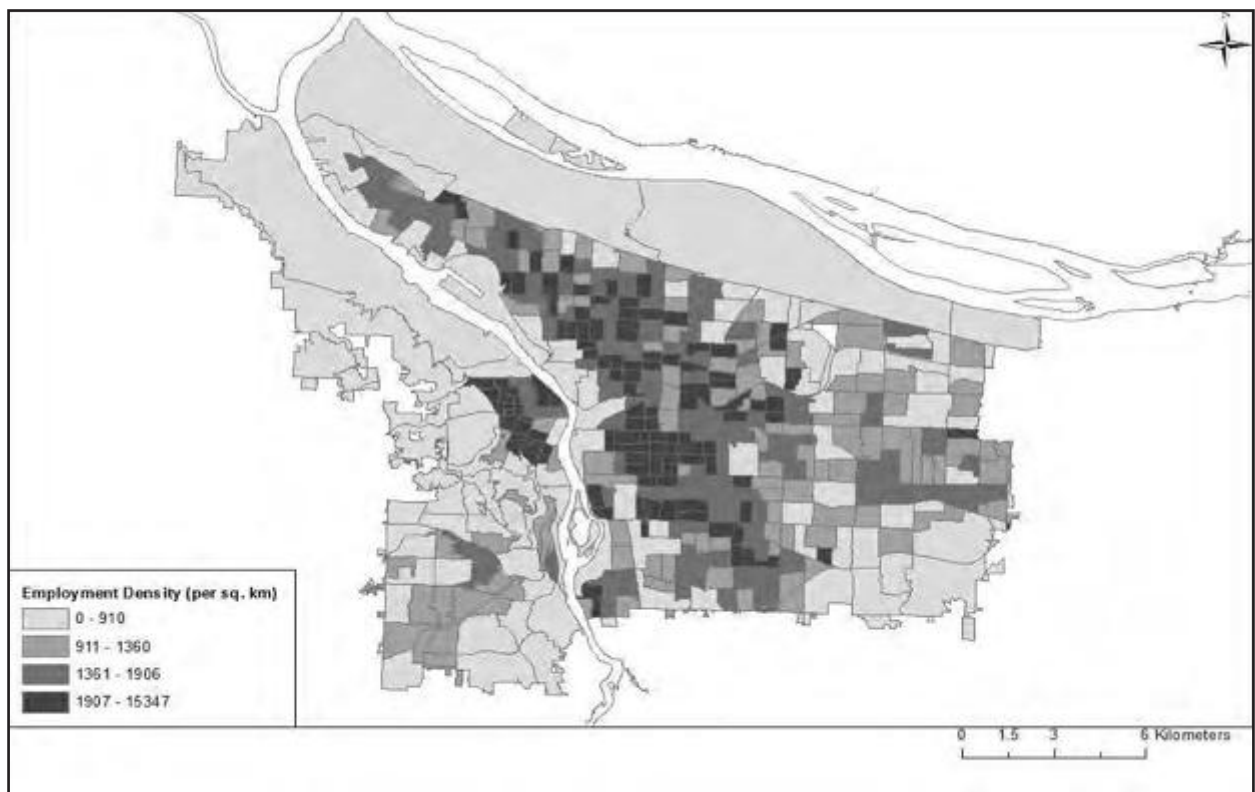 Employment Density (per sq. km)
0 - 910
911 - 1360
1361 - 1906
1907 - 15347
0 1.5 3 6 Kilometers